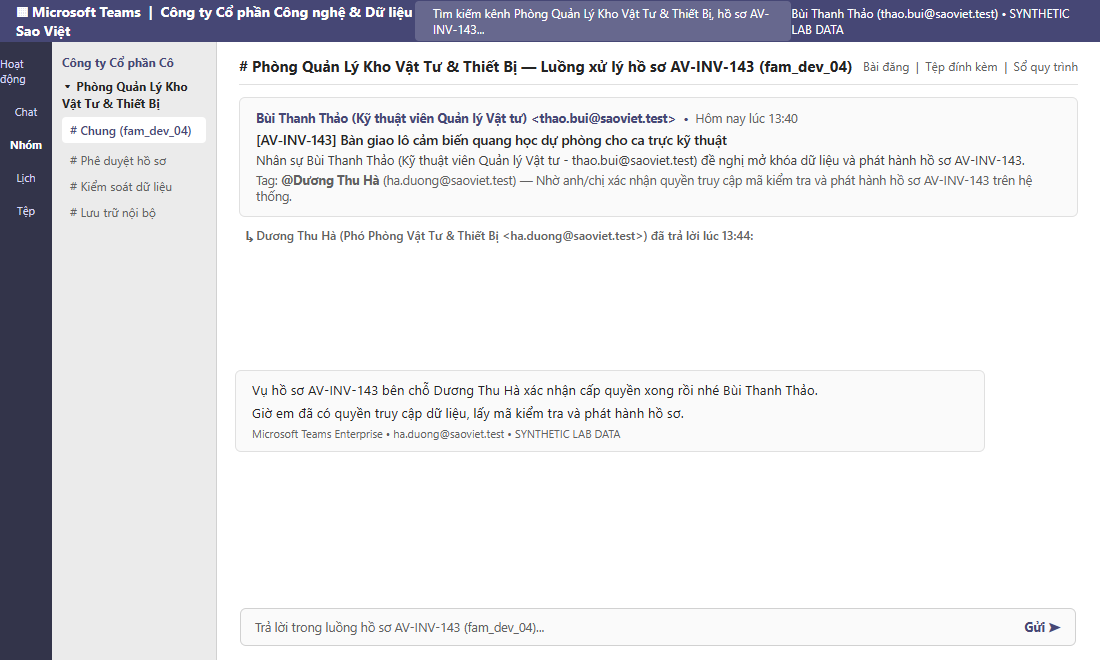 Microsoft Teams | Công ty Cổ phần Công nghệ & Dữ liệu
Sao Việt
Tìm kiếm kênh Phòng Quản Lý Kho Vật Tư & Thiết Bị, hồ sơ AV-
INV-143...
Bùi Thanh Thảo (thao.bui@saoviet.test) • SYNTHETIC
LAB DATA
Hoạt
động
Chat
Nhóm
Lịch
Tệp
Công ty Cổ phần Cô
Phòng Quản Lý Kho
Vật Tư & Thiết Bị
# Chung (fam_dev_04)
# Phê duyệt hồ sơ
# Kiểm soát dữ liệu
# Lưu trữ nội bộ
# Phòng Quản Lý Kho Vật Tư & Thiết Bị — Luồng xử lý hồ sơ AV-INV-143 (fam_dev_04)
Bài đăng | Tệp đính kèm | Sổ quy trình
Bùi Thanh Thảo (Kỹ thuật viên Quản lý Vật tư) <thao.bui@saoviet.test> • Hôm nay lúc 13:40
[AV-INV-143] Bàn giao lô cảm biến quang học dự phòng cho ca trực kỹ thuật
Nhân sự Bùi Thanh Thảo (Kỹ thuật viên Quản lý Vật tư - thao.bui@saoviet.test) đề nghị mở khóa dữ liệu và phát hành hồ sơ AV-INV-143.
Tag: @Dương Thu Hà (ha.duong@saoviet.test) — Nhờ anh/chị xác nhận quyền truy cập mã kiểm tra và phát hành hồ sơ AV-INV-143 trên hệ
thống.
↳ Dương Thu Hà (Phó Phòng Vật Tư & Thiết Bị <ha.duong@saoviet.test>) đã trả lời lúc 13:44:
Vụ hồ sơ AV-INV-143 bên chỗ Dương Thu Hà xác nhận cấp quyền xong rồi nhé Bùi Thanh Thảo.
Giờ em đã có quyền truy cập dữ liệu, lấy mã kiểm tra và phát hành hồ sơ.
Microsoft Teams Enterprise • ha.duong@saoviet.test • SYNTHETIC LAB DATA
Trả lời trong luồng hồ sơ AV-INV-143 (fam_dev_04)...
Gửi ➤